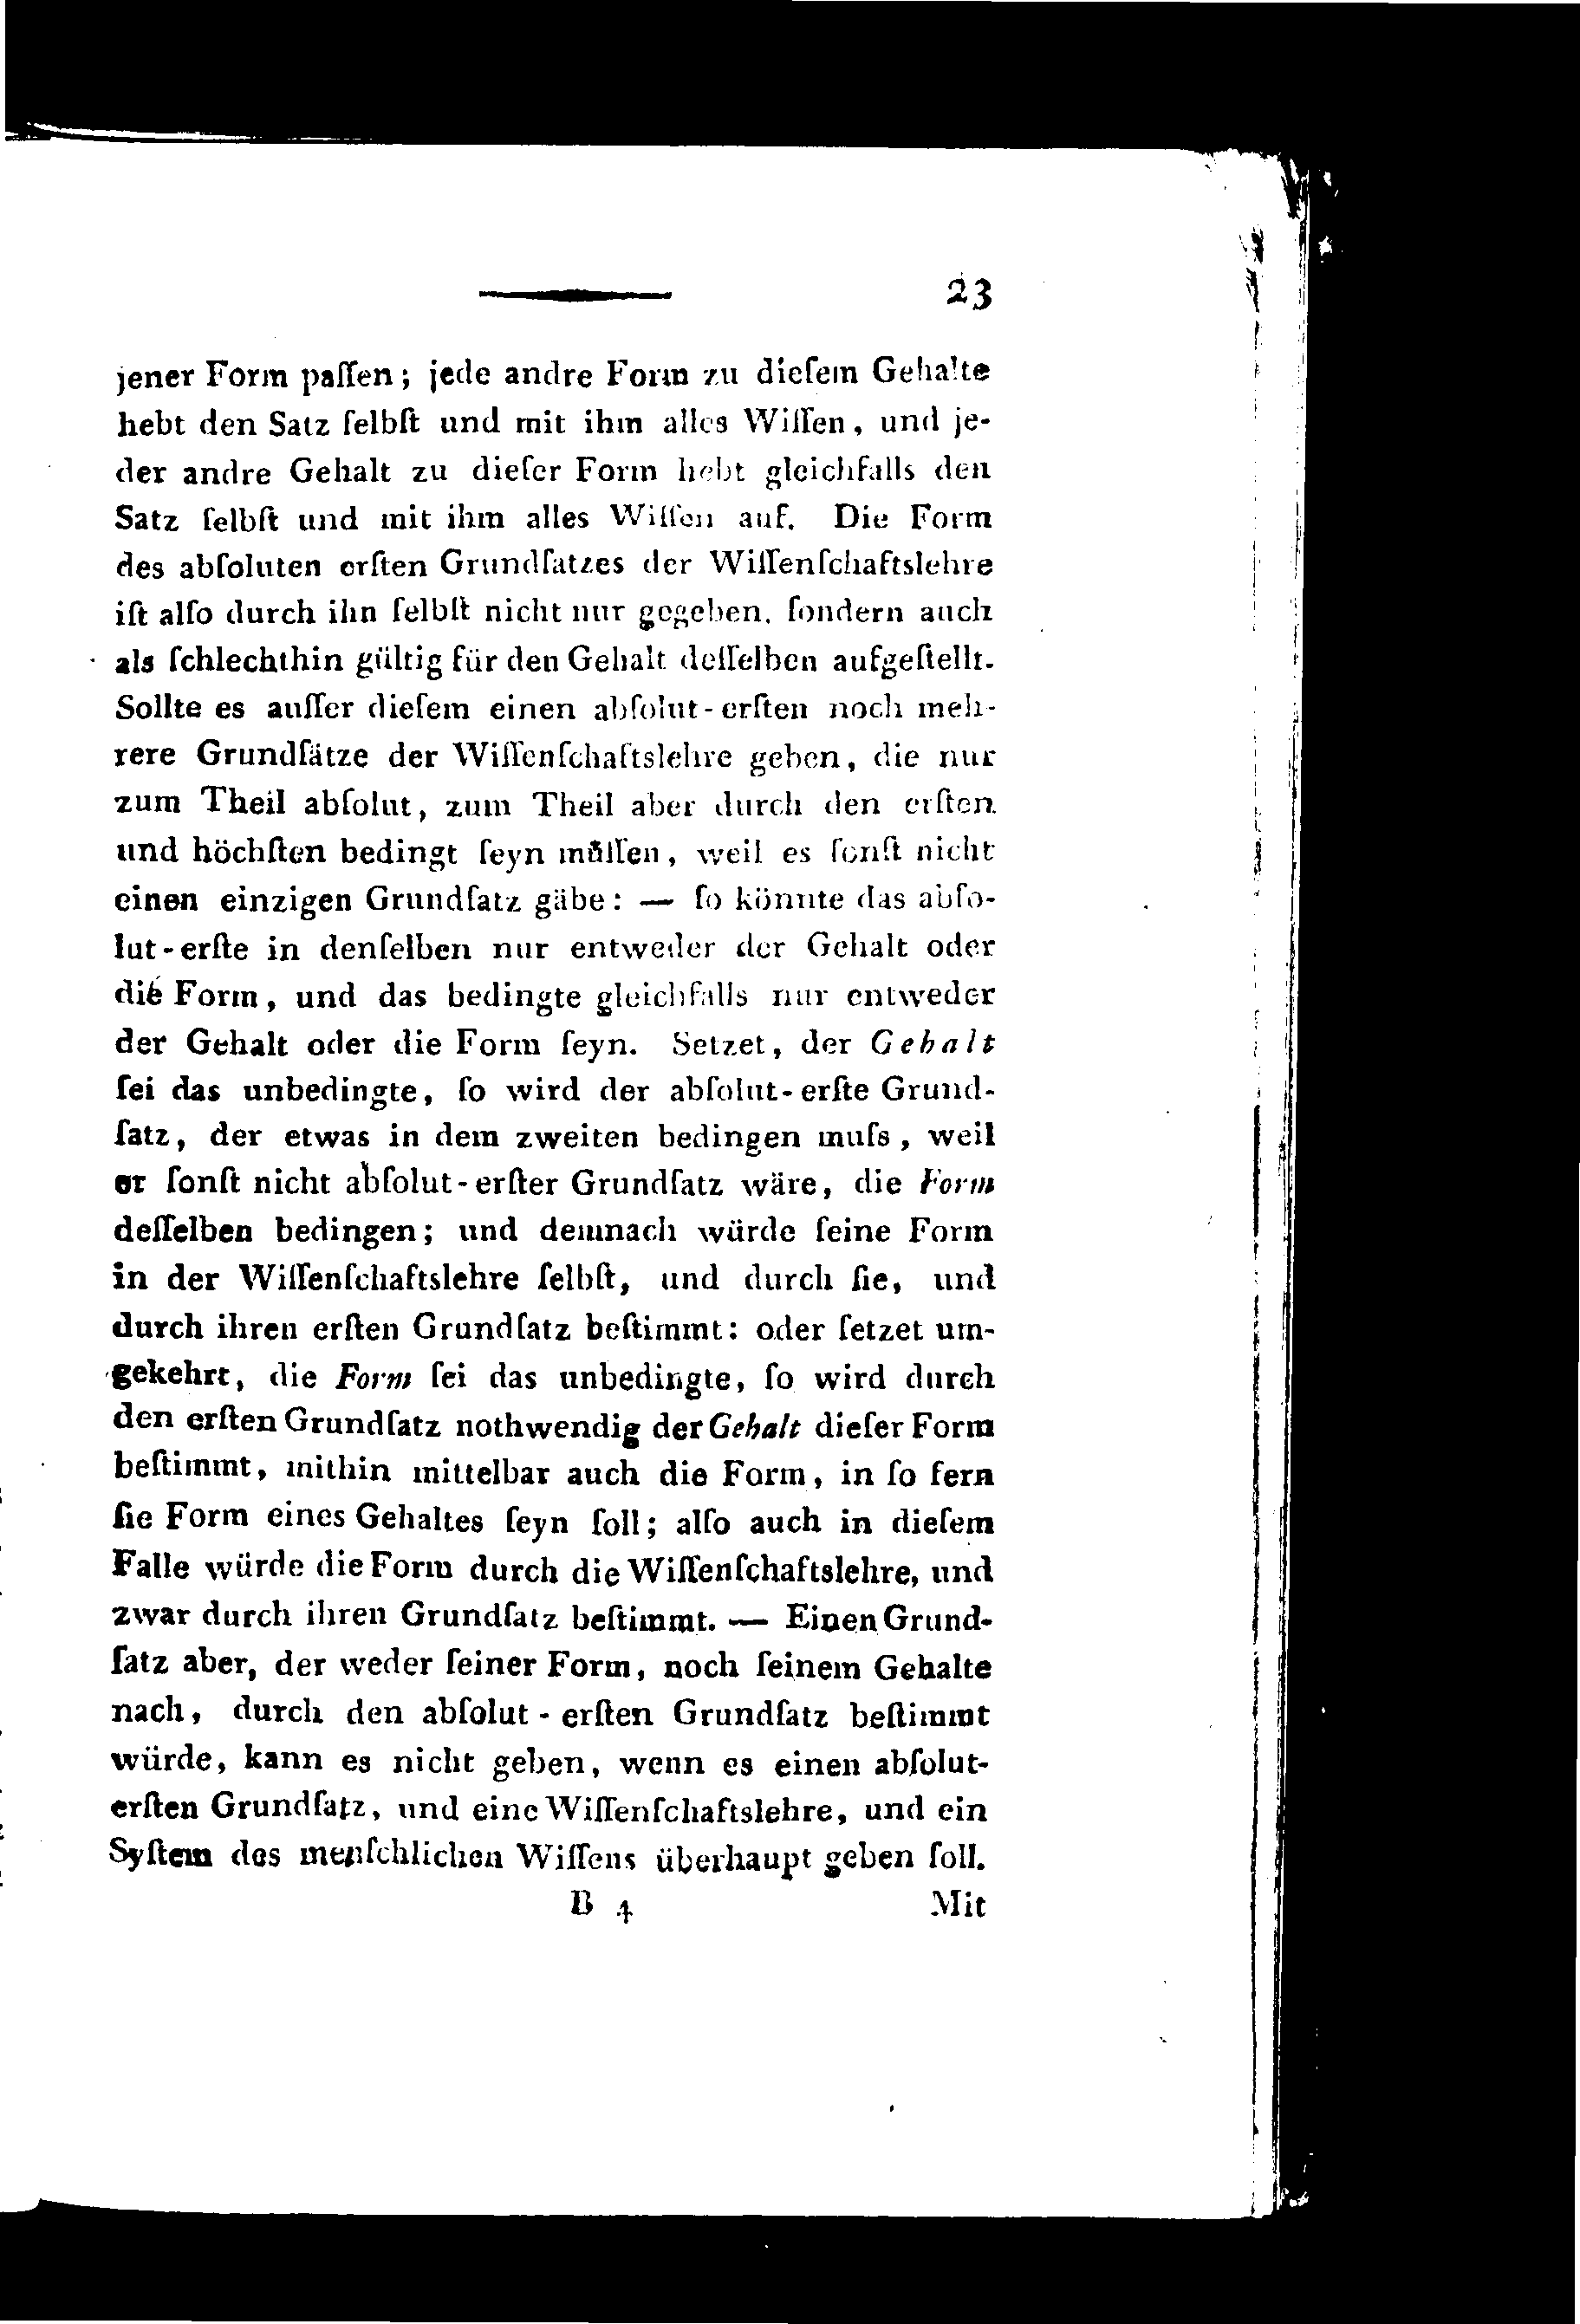 23
jener Form paſſen; jede andre Form zu dieſem Gehalte
hebt den Satz ſelbſt und mit ihm alles Wiſſen, und je-
der andre Gehalt zu dieſer Form hebt gleichfalls den
Satz ſelbſt und mit ihm alles Wiſſen auf. Die Form
des abſoluten erſten Grundſatzes der Wiſſenſchaftslehre
iſt alſo durch ihn ſelbſt nicht nur gegeben, ſondern auch
als ſchlechthin gültig für den Gehalt deſſelben aufgeſtellt.
Sollte es auſſer dieſem einen abſolut-erſten noch meh-
rere Grundſätze der Wiſſenſchaftslehre geben, die nur
zum Theil abſolut, zum Theil aber durch den erſten
und höchſten bedingt ſeyn müſſen, weil es ſonſt nicht
einen einzigen Grundſatz gäbe: — ſo könnte das abſo-
lut-erſte in denſelben nur entweder der Gehalt oder
die Form, und das bedingte gleichfalls nur entweder
der Gehalt oder die Form ſeyn. Setzet, der Gehalt
ſei das unbedingte, ſo wird der abſolut-erſte Grund-
ſatz, der etwas in dem zweiten bedingen muſs, weil
er ſonſt nicht abſolut-erſter Grundſatz wäre, die Form
deſſelben bedingen; und demnach würde ſeine Form
in der Wiſſenſchaftslehre ſelbſt, und durch ſie, und
durch ihren erſten Grundſatz beſtimmt: oder ſetzet um-
gekehrt, die Form ſei das unbedingte, ſo wird durch
den erſten Grundſatz nothwendig der Gehalt dieſer Form
beſtimmt, mithin mittelbar auch die Form, in ſo fern
ſie Form eines Gehaltes ſeyn ſoll; alſo auch in dieſem
Falle würde die Form durch die Wiſſenſchaftslehre, und
zwar durch ihren Grundſatz beſtimmt. — Einen Grund-
ſatz aber, der weder ſeiner Form, noch ſeinem Gehalte
nach, durch den abſolut-erſten Grundſatz beſtimmt
würde, kann es nicht geben, wenn es einen abſolut-
erſten Grundſatz, und eine Wiſſenſchaftslehre, und ein
Syſtem des menſchlichen Wiſſens überhaupt geben ſoll.
B 4 Mit